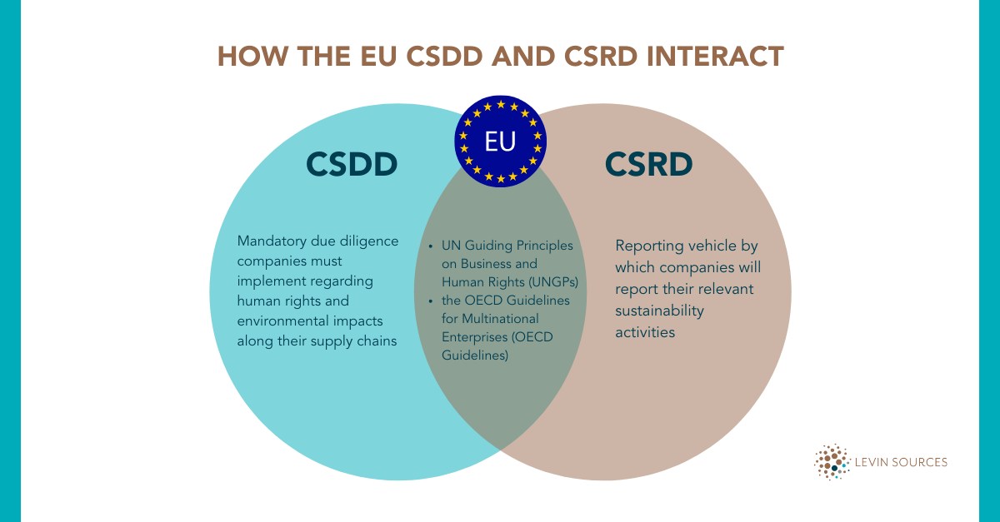 HOW THE EU CSDD AND CSRD INTERACT
EU
CSDD
Mandatory due diligence
companies must
implement regarding
human rights and
environmental impacts
along their supply chains
• UN Guiding Principles
on Business and
Human Rights (UNGPs)
• the OECD Guidelines
for Multinational
Enterprises (OECD
Guidelines)
CSRD
Reporting vehicle by
which companies will
report their relevant
sustainability
activities
LEVIN SOURCES